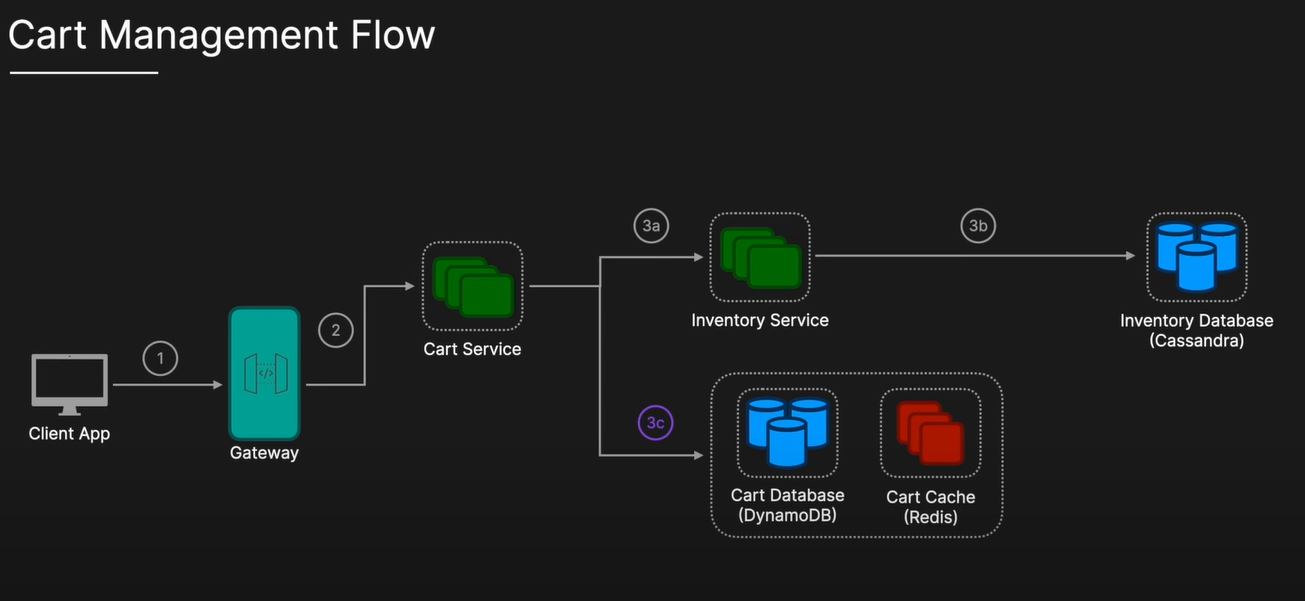 Cart Management Flow
3a
3b
Inventory Service
Inventory Database
(Cassandra)
2
Cart Service
1
</>
Client App
Gateway
3c
Cart Database
(DynamoDB)
Cart Cache
(Redis)